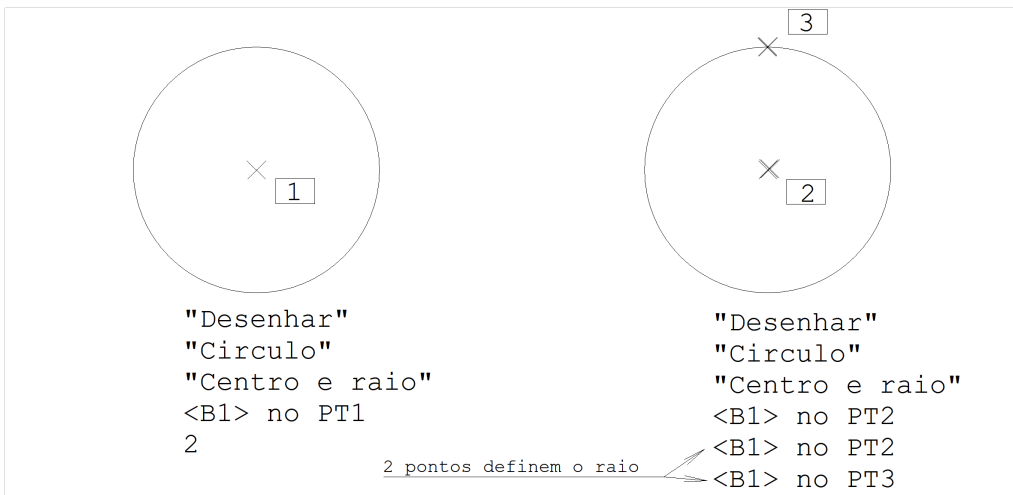 3
1
2
"Desenhar"
"Circulo"
"Centro e raio"
<B1> no PT1
2
"Desenhar"
"Circulo"
"Centro e raio"
<B1> no PT2
<B1> no PT2
<B1> no PT3
2 pontos definem o raio